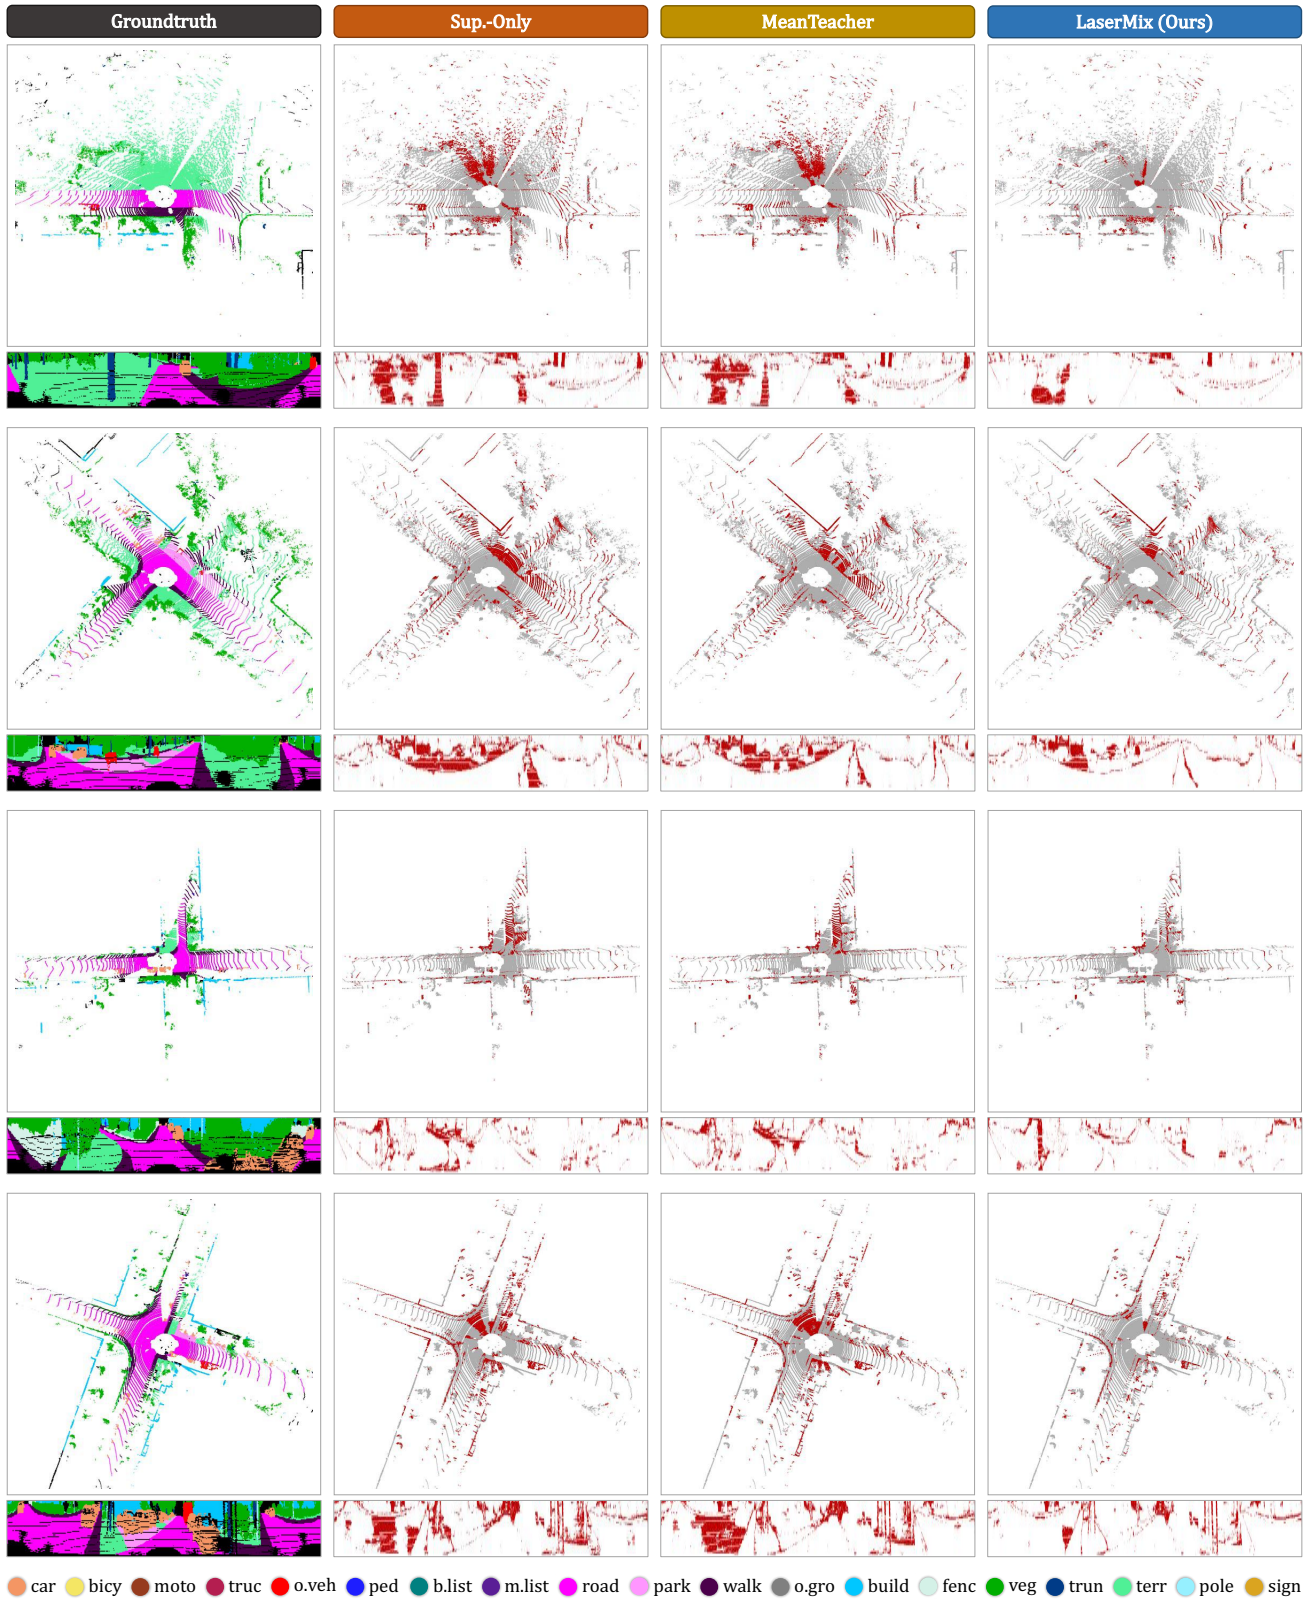 Groundtruth Sup.-Only MeanTeacher LaserMix (Ours)
car bicy moto truc o.veh ped b.list m.list road park walk o.gro build fenc veg trun terr pole sign